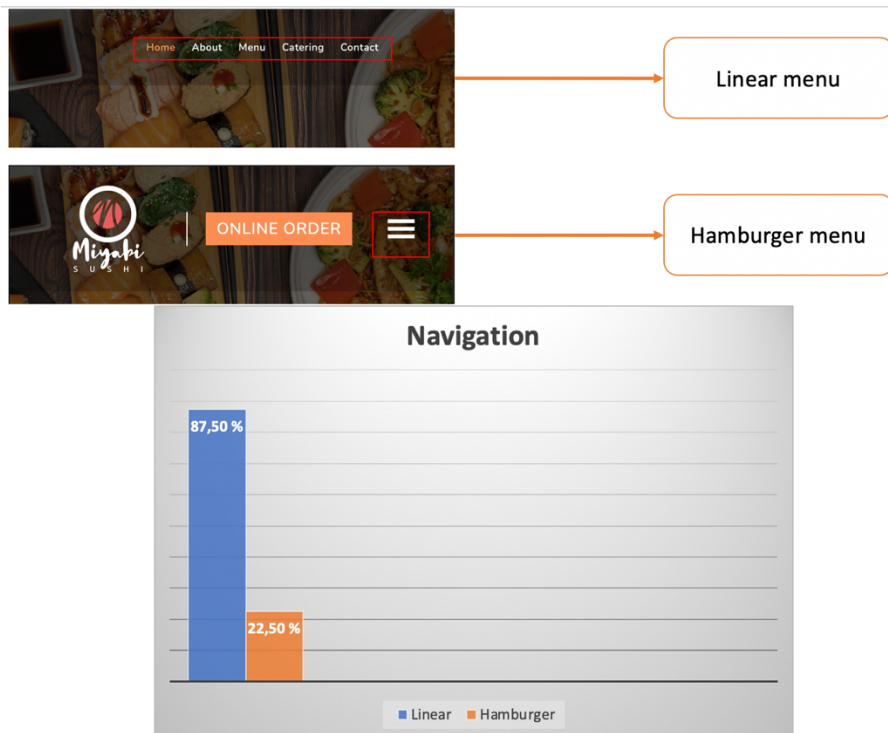 Home About Menu Catering Contact
Linear menu
Miyabi
SUSHI
ONLINE ORDER
Hamburger menu
Navigation
87,50 %
22,50 %
Linear Hamburger